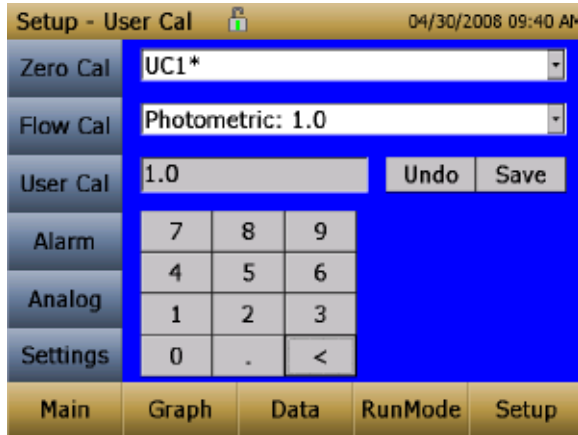 Setup - User Cal 04/30/2008 09:40 AM
Zero Cal UC1*
Flow Cal Photometric: 1.0
User Cal 1.0 Undo Save
Alarm 7 8 9
4 5 6
Analog 1 2 3
Settings 0 . <
Main Graph Data RunMode Setup